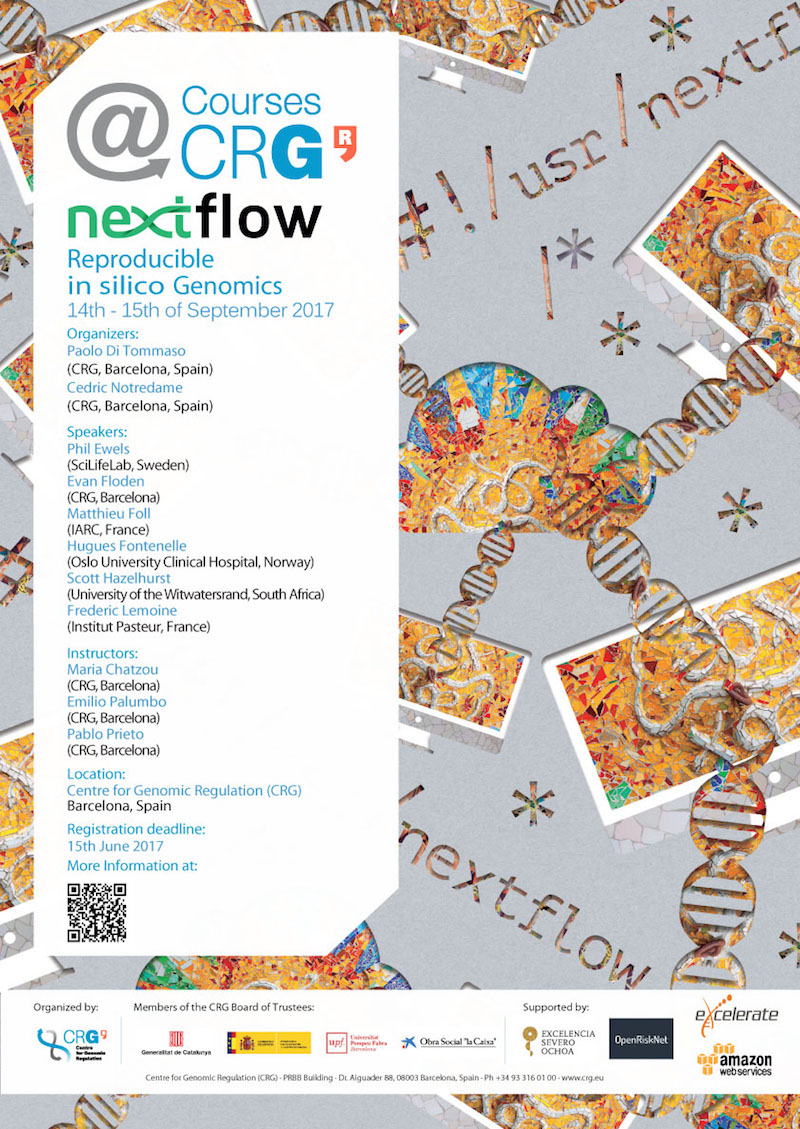 @ Courses
CRG R
nextflow
Reproducible
in silico Genomics
14th - 15th of September 2017
Organizers:
Paolo Di Tommaso
(CRG, Barcelona, Spain)
Cedric Notredame
(CRG, Barcelona, Spain)
Speakers:
Phil Ewels
(SciLifeLab, Sweden)
Evan Floden
(CRG, Barcelona)
Matthieu Foll
(IARC, France)
Hugues Fontenelle
(Oslo University Clinical Hospital, Norway)
Scott Hazelhurst
(University of the Witwatersrand, South Africa)
Frederic Lemoine
(Institut Pasteur, France)
Instructors:
Maria Chatzou
(CRG, Barcelona)
Emilio Palumbo
(CRG, Barcelona)
Pablo Prieto
(CRG, Barcelona)
Location:
Centre for Genomic Regulation (CRG)
Barcelona, Spain
Registration deadline:
15th June 2017
More Information at:
#!/usr/nextfl
/nextflow
Organized by:
CRG
Centre
for Genomic
Regulation
Members of the CRG Board of Trustees:
Generalitat de Catalunya
upf. Universitat
Pompeu Fabra
Barcelona
Obra Social "la Caixa"
Supported by:
EXCELENCIA
SEVERO
OCHOA
OpenRiskNet
excelerate
amazon
web services
Centre for Genomic Regulation (CRG) · PRBB Building · Dr. Aiguader 88, 08003 Barcelona, Spain · Ph +34 93 316 01 00 · www.crg.eu